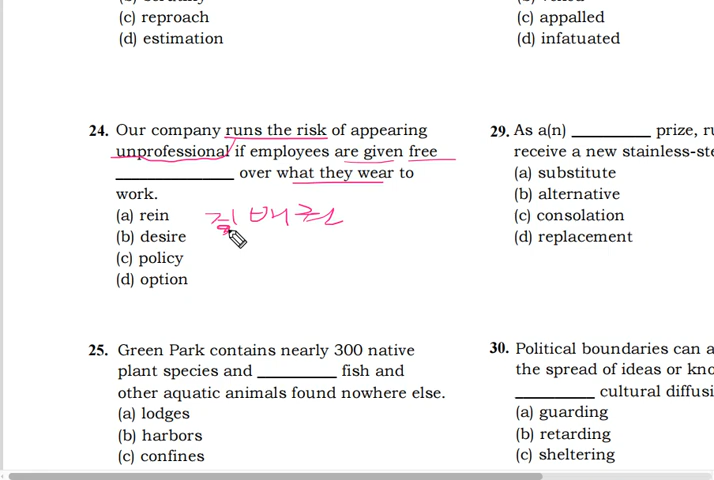 (c) reproach
(d) estimation
24. Our company runs the risk of appearing
unprofessional if employees are given free
__________ over what they wear to
work.
(a) rein
(b) desire
(c) policy
(d) option
25. Green Park contains nearly 300 native
plant species and __________ fish and
other aquatic animals found nowhere else.
(a) lodges
(b) harbors
(c) confines
(c) appalled
(d) infatuated
29. As a(n) __________ prize, ru
receive a new stainless-ste
(a) substitute
(b) alternative
(c) consolation
(d) replacement
30. Political boundaries can a
the spread of ideas or kno
__________ cultural diffusi
(a) guarding
(b) retarding
(c) sheltering